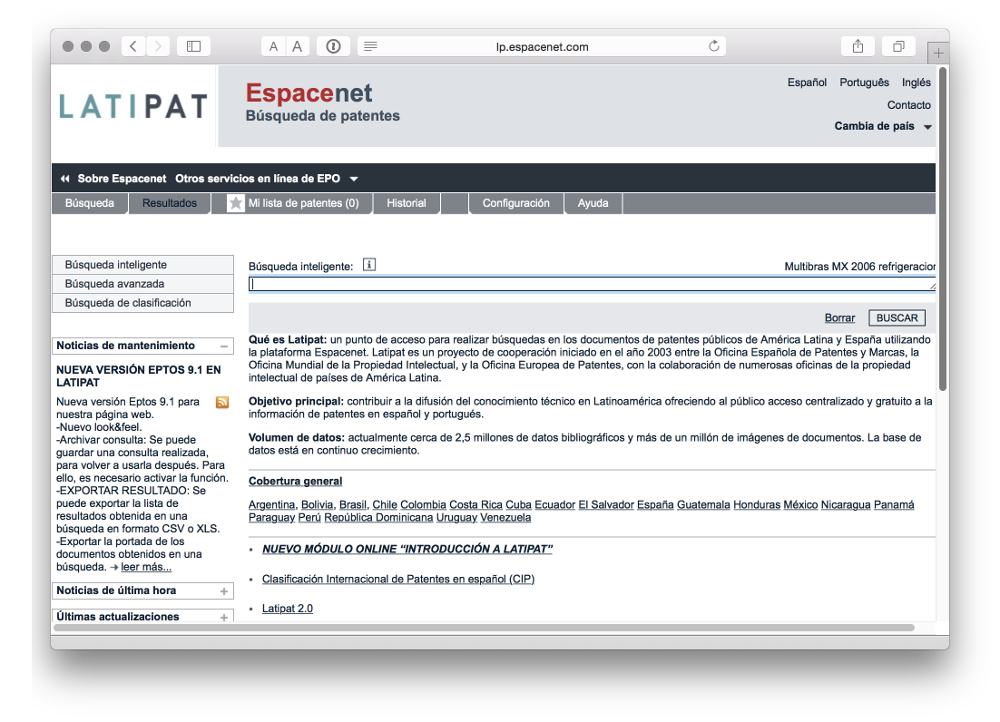 A A
lp.espacenet.com
LATIPAT
Espacenet
Búsqueda de patentes
Español Português Inglés
Contacto
Cambia de país
Sobre Espacenet Otros servicios en línea de EPO
Búsqueda Resultados Mi lista de patentes (0) Historial Configuración Ayuda
Búsqueda inteligente
Búsqueda avanzada
Búsqueda de clasificación
Noticias de mantenimiento
NUEVA VERSIÓN EPTOS 9.1 EN
LATIPAT
Nueva versión Eptos 9.1 para
nuestra página web.
-Nuevo look&feel.
-Archivar consulta: Se puede
guardar una consulta realizada,
para volver a usarla después. Para
ello, es necesario activar la función.
-EXPORTAR RESULTADO: Se
puede exportar la lista de
resultados obtenida en una
búsqueda en formato CSV o XLS.
-Exportar la portada de los
documentos obtenidos en una
búsqueda. → leer más...
Noticias de última hora
Últimas actualizaciones
Búsqueda inteligente: i Multibras MX 2006 refrigeracion
Borrar BUSCAR
Qué es Latipat: un punto de acceso para realizar búsquedas en los documentos de patentes públicos de América Latina y España utilizando
la plataforma Espacenet. Latipat es un proyecto de cooperación iniciado en el año 2003 entre la Oficina Española de Patentes y Marcas, la
Oficina Mundial de la Propiedad Intelectual, y la Oficina Europea de Patentes, con la colaboración de numerosas oficinas de la propiedad
intelectual de países de América Latina.
Objetivo principal: contribuir a la difusión del conocimiento técnico en Latinoamérica ofreciendo al público acceso centralizado y gratuito a la
información de patentes en español y portugués.
Volumen de datos: actualmente cerca de 2,5 millones de datos bibliográficos y más de un millón de imágenes de documentos. La base de
datos está en continuo crecimiento.
Cobertura general
Argentina, Bolivia, Brasil, Chile Colombia Costa Rica Cuba Ecuador El Salvador España Guatemala Honduras México Nicaragua Panamá
Paraguay Perú República Dominicana Uruguay Venezuela
▪ NUEVO MÓDULO ONLINE “INTRODUCCIÓN A LATIPAT”
▪ Clasificación Internacional de Patentes en español (CIP)
▪ Latipat 2.0